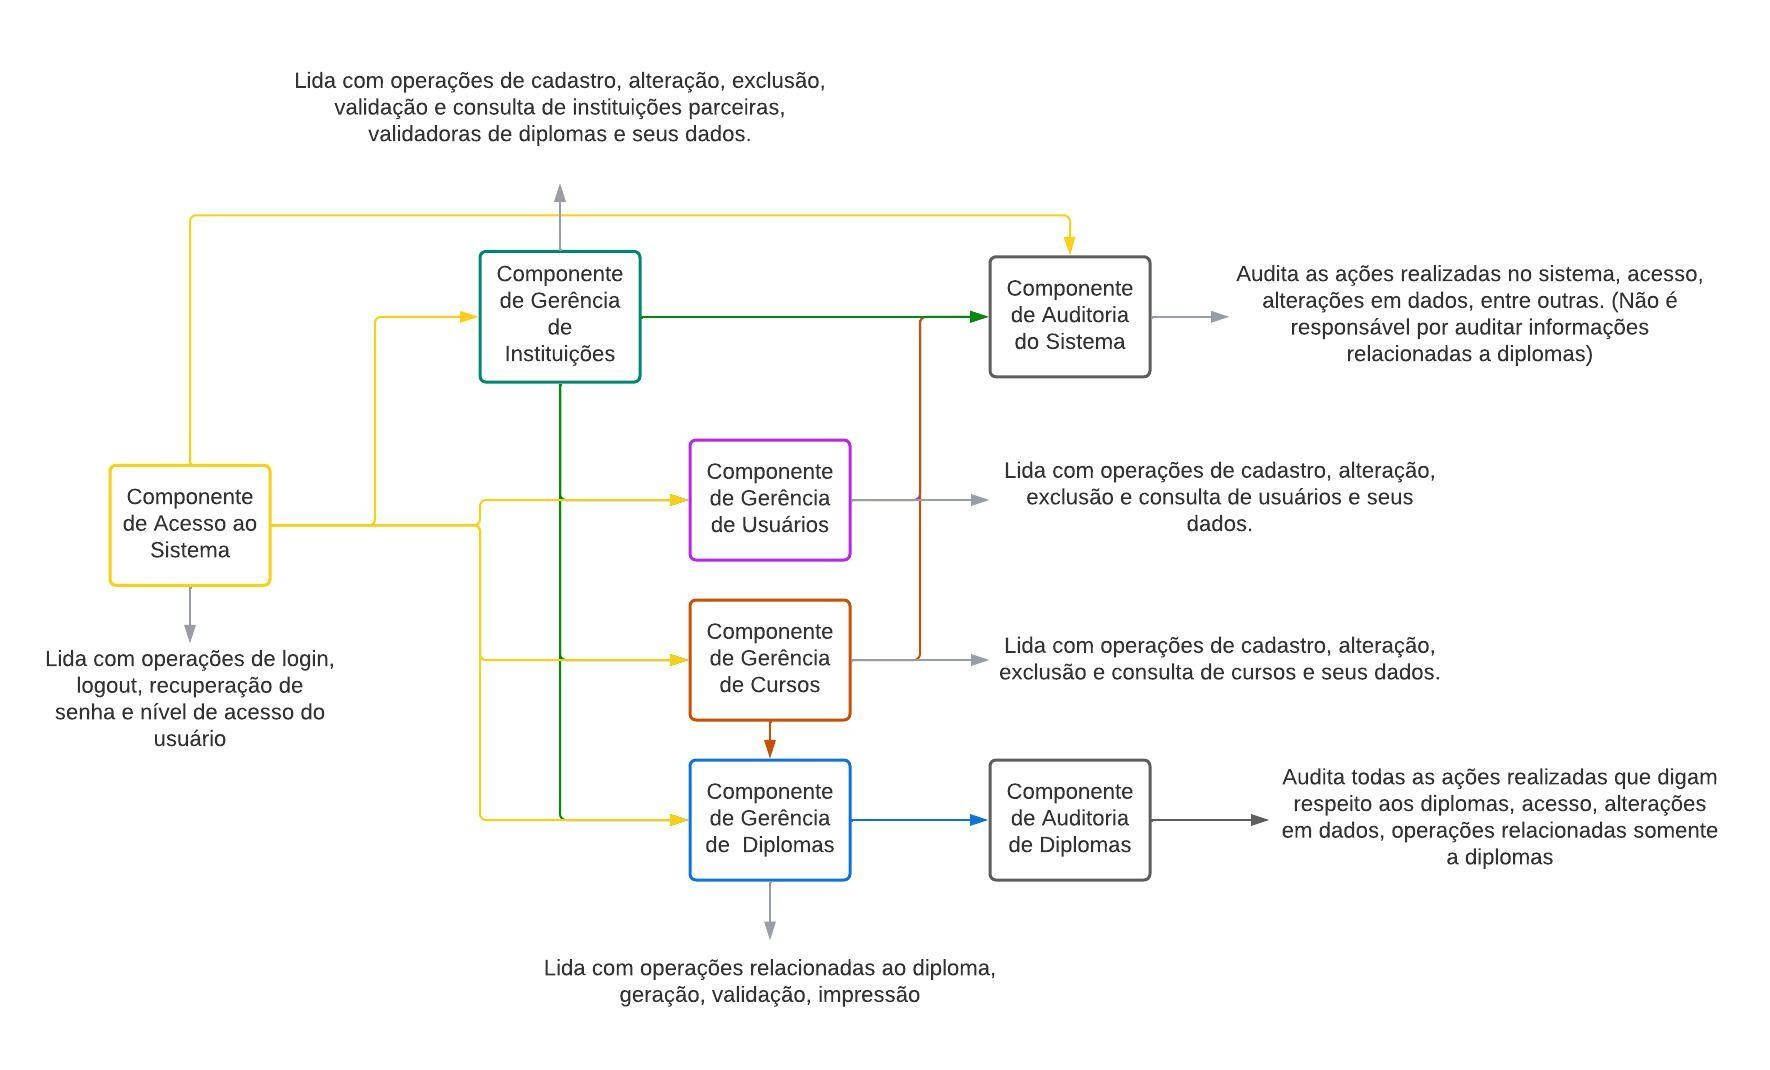 Lida com operações de cadastro, alteração, exclusão,
validação e consulta de instituições parceiras,
validadoras de diplomas e seus dados.
Componente
de Gerência
de
Instituições
Componente
de Auditoria
do Sistema
Audita as ações realizadas no sistema, acesso,
alterações em dados, entre outras. (Não é
responsável por auditar informações
relacionadas a diplomas)
Componente
de Acesso ao
Sistema
Componente
de Gerência
de Usuários
Lida com operações de cadastro, alteração,
exclusão e consulta de usuários e seus
dados.
Lida com operações de login,
logout, recuperação de
senha e nível de acesso do
usuário
Componente
de Gerência
de Cursos
Lida com operações de cadastro, alteração,
exclusão e consulta de cursos e seus dados.
Componente
de Gerência
de Diplomas
Componente
de Auditoria
de Diplomas
Audita todas as ações realizadas que digam
respeito aos diplomas, acesso, alterações
em dados, operações relacionadas somente
a diplomas
Lida com operações relacionadas ao diploma,
geração, validação, impressão